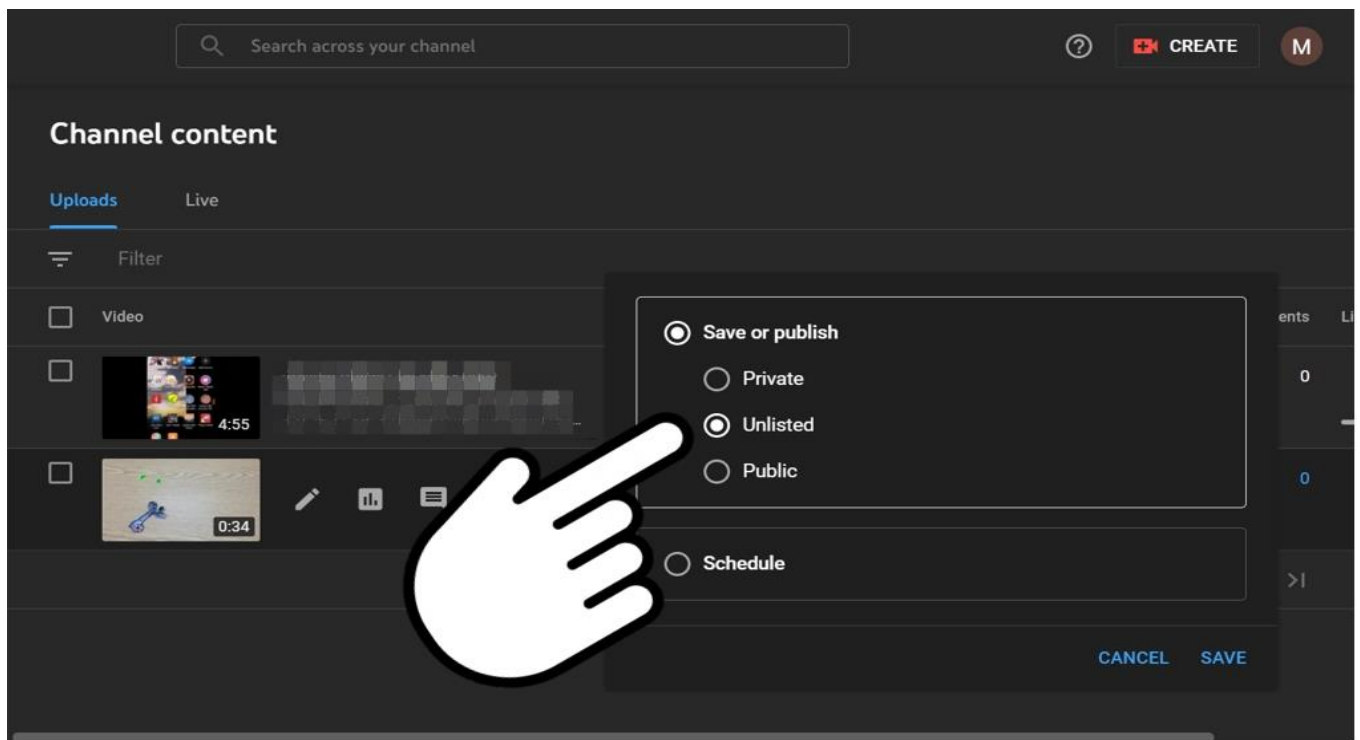 Search across your channel
CREATE
M
Channel content
Uploads Live
Filter
Video
ents Li
4:55
0
0:34
0
Save or publish
Private
Unlisted
Public
Schedule
CANCEL SAVE